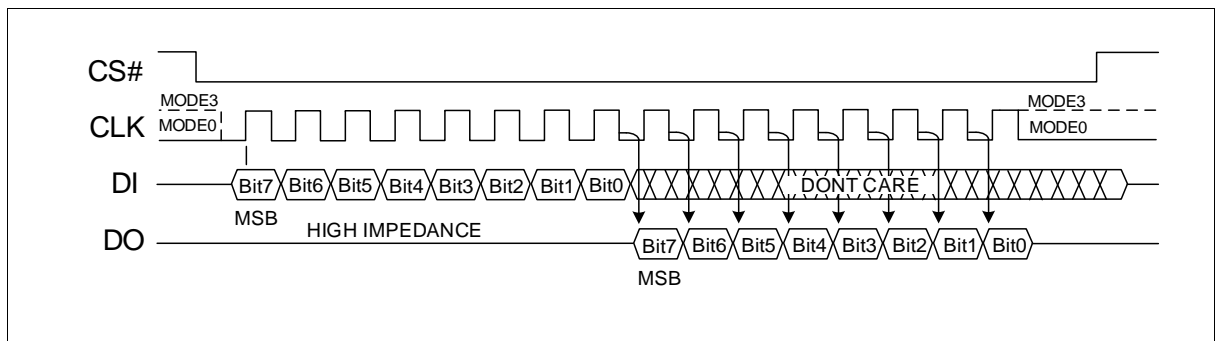 CS#
MODE3
MODE3
CLK
MODE0
MODE0
DI
Bit7 Bit6 Bit5 Bit4 Bit3 Bit2 Bit1 Bit0
DONT CARE
MSB
HIGH IMPEDANCE
DO
Bit7 Bit6 Bit5 Bit4 Bit3 Bit2 Bit1 Bit0
MSB